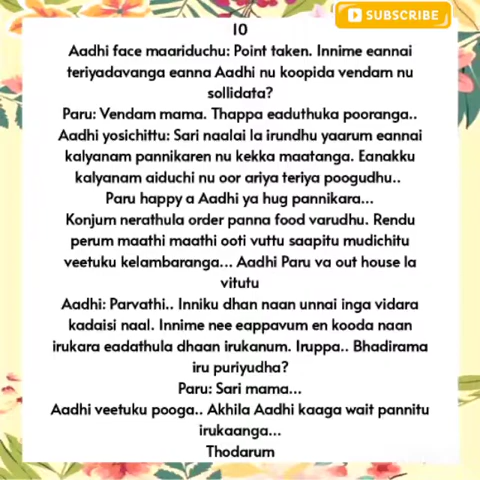 SUBSCRIBE
10
Aadhi face maariduchu: Point taken. Innime eannai
teriyadavanga eanna Aadhi nu koopida vendam nu
sollidata?
Paru: Vendam mama. Thappa eaduthuka pooranga..
Aadhi yosichittu: Sari naalai la irundhu yaarum eannai
kalyanam pannikaren nu kekka maatanga. Eanakku
kalyanam aiduchi nu oor ariya teriya poogudhu..
Paru happy a Aadhi ya hug pannikara...
Konjum nerathula order panna food varudhu. Rendu
perum maathi maathi ooti vuttu saapitu mudichitu
veetuku kelambaranga... Aadhi Paru va out house la
vitutu
Aadhi: Parvathi.. Inniku dhan naan unnai inga vidara
kadaisi naal. Innime nee eappavum en kooda naan
irukara eadathula dhaan irukanum. Iruppa.. Bhadirama
iru puriyudha?
Paru: Sari mama...
Aadhi veetuku pooga.. Akhila Aadhi kaaga wait pannitu
irukaanga...
Thodarum